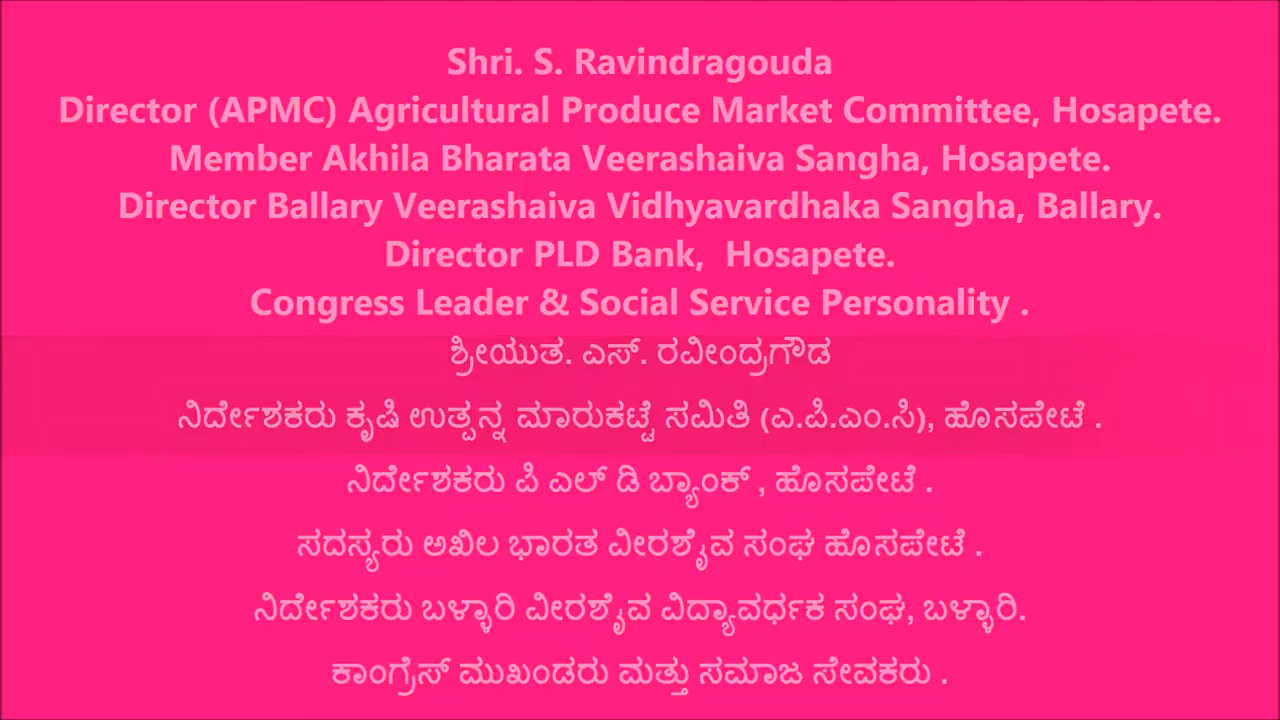 Shri. S. Ravindragouda
Director (APMC) Agricultural Produce Market Committee, Hosapete.
Member Akhila Bharata Veerashaiva Sangha, Hosapete.
Director Ballary Veerashaiva Vidhyavardhaka Sangha, Ballary.
Director PLD Bank,  Hosapete.
Congress Leader & Social Service Personality .
ಶ್ರೀಯುತ. ಎಸ್. ರವೀಂದ್ರಗೌಡ
ನಿರ್ದೇಶಕರು ಕೃಷಿ ಉತ್ಪನ್ನ ಮಾರುಕಟ್ಟೆ ಸಮಿತಿ (ಎ.ಪಿ.ಎಂ.ಸಿ), ಹೊಸಪೇಟೆ .
ನಿರ್ದೇಶಕರು ಪಿ ಎಲ್ ಡಿ ಬ್ಯಾಂಕ್ , ಹೊಸಪೇಟೆ .
ಸದಸ್ಯರು ಅಖಿಲ ಭಾರತ ವೀರಶೈವ ಸಂಘ ಹೊಸಪೇಟೆ .
ನಿರ್ದೇಶಕರು ಬಳ್ಳಾರಿ ವೀರಶೈವ ವಿದ್ಯಾವರ್ಧಕ ಸಂಘ, ಬಳ್ಳಾರಿ.
ಕಾಂಗ್ರೆಸ್ ಮುಖಂಡರು ಮತ್ತು ಸಮಾಜ ಸೇವಕರು .